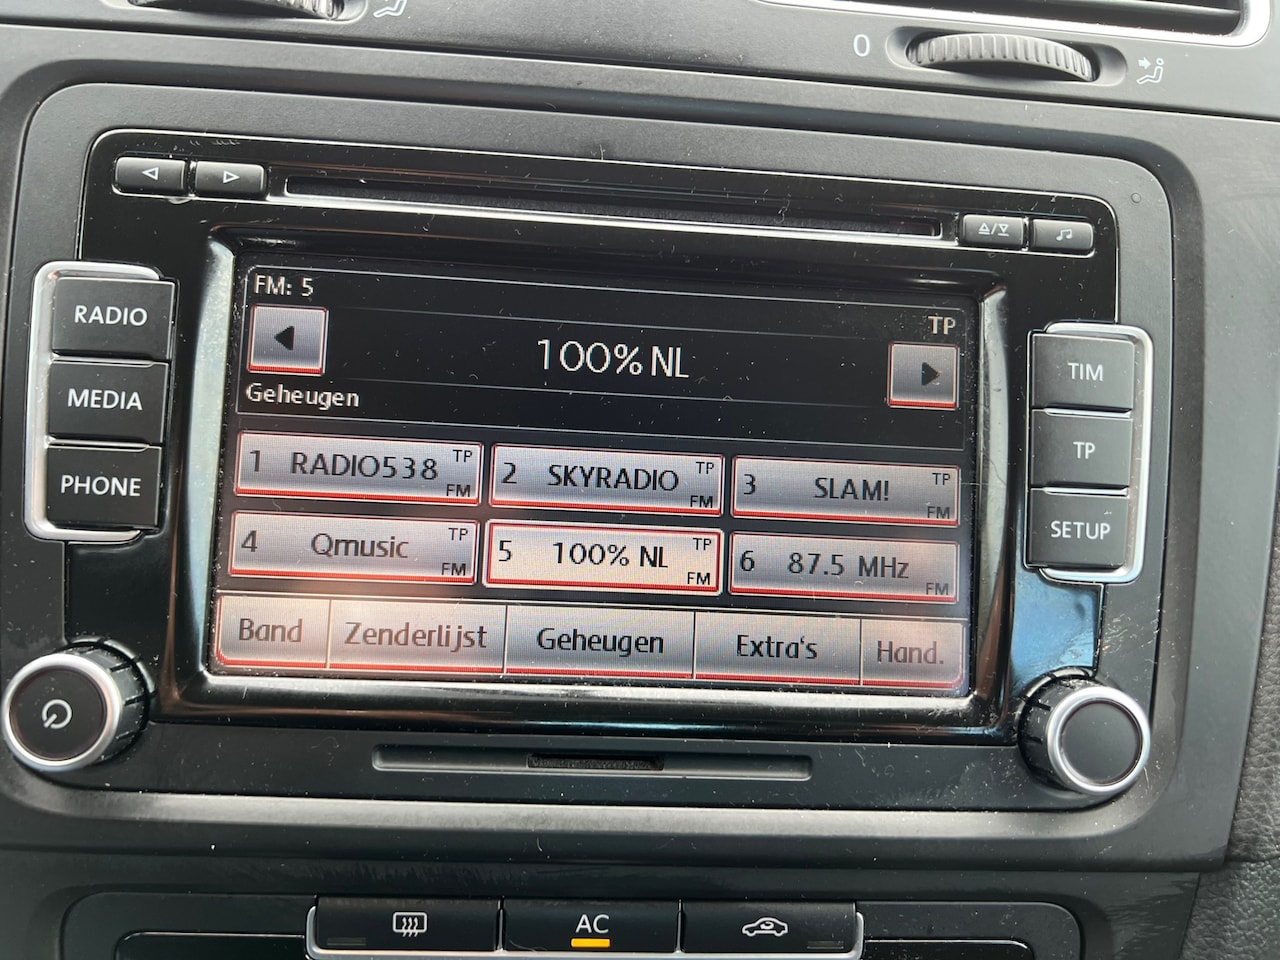 0
RADIO
MEDIA
PHONE
FM: 5
TP
100% NL
Geheugen
1 RADIO538 TP FM
2 SKYRADIO TP FM
3 SLAM! TP FM
4 Qmusic TP FM
5 100% NL TP FM
6 87.5 MHz FM
Band Zenderlijst Geheugen Extra's Hand.
TIM
TP
SETUP
AC